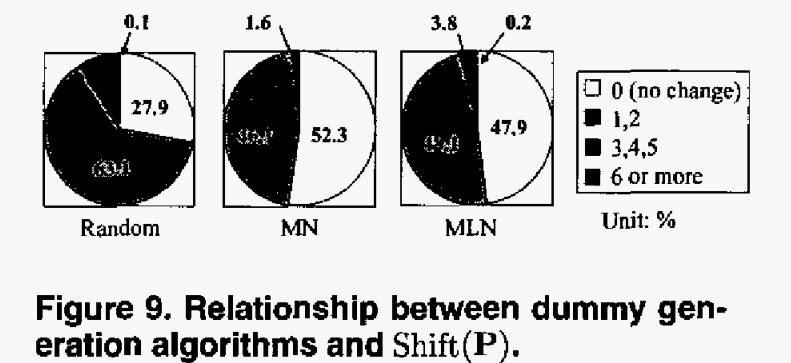 0.1
1.6
3.8
0.2
27.9
52.3
47.9
0 (no change)
1,2
3,4,5
6 or more
Random
MN
MLN
Unit: %
Figure 9. Relationship between dummy gen-
eration algorithms and Shift(P).